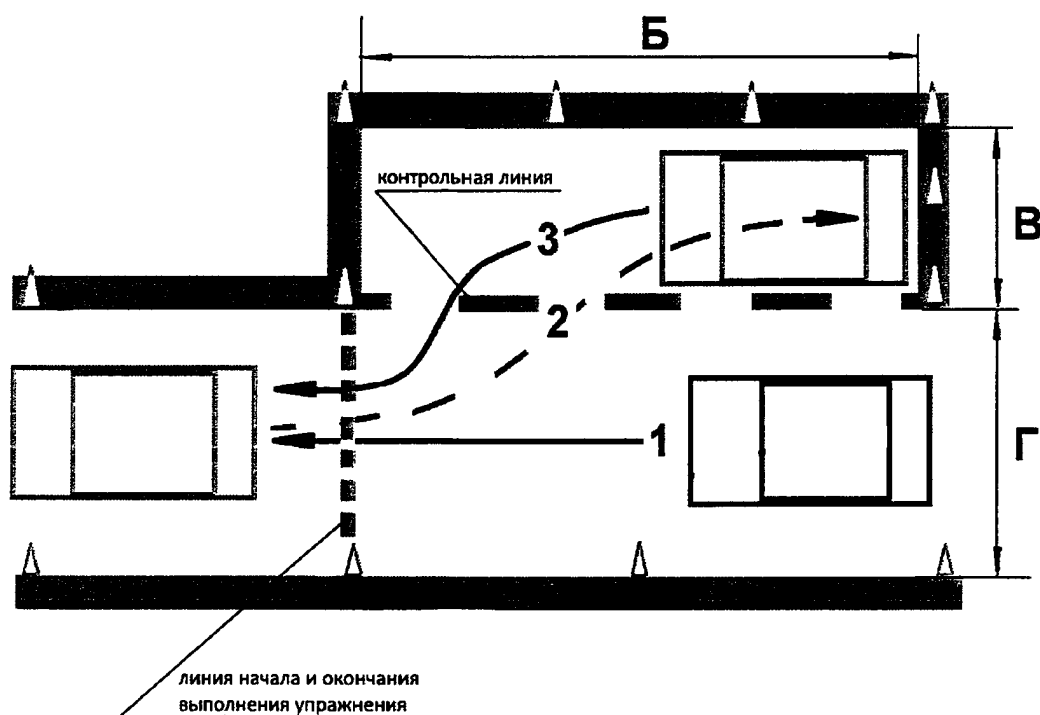 Б
контрольная линия
3
В
2
1
Г
линия начала и окончания
выполнения упражнения